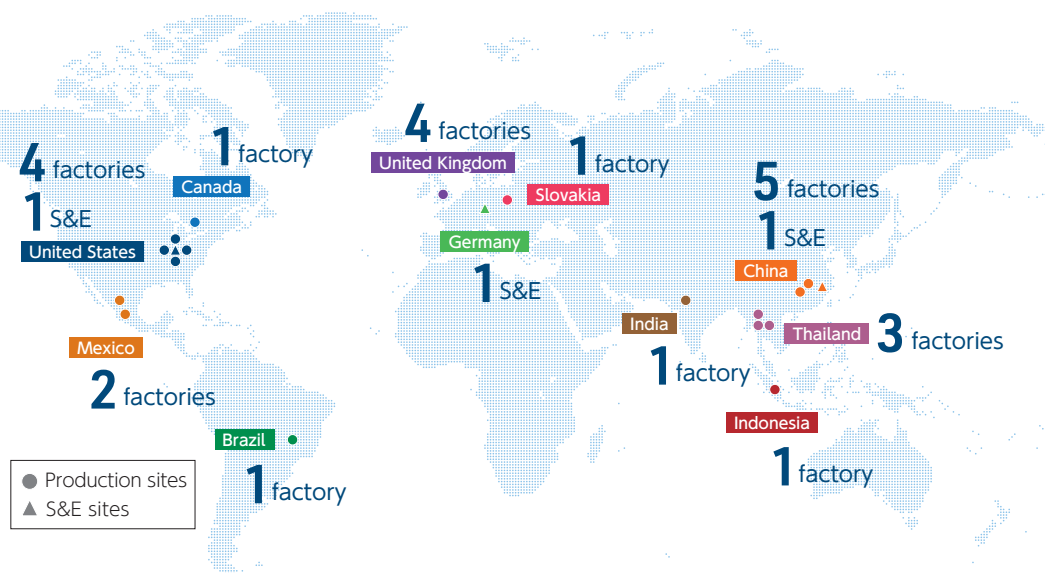 4 factories
1 S&E
United States
1 factory
Canada
4 factories
United Kingdom
1 factory
Slovakia
Germany
1 S&E
5 factories
1 S&E
China
India
1 factory
Thailand
3 factories
Mexico
2 factories
Indonesia
1 factory
Brazil
1 factory
Production sites
S&E sites